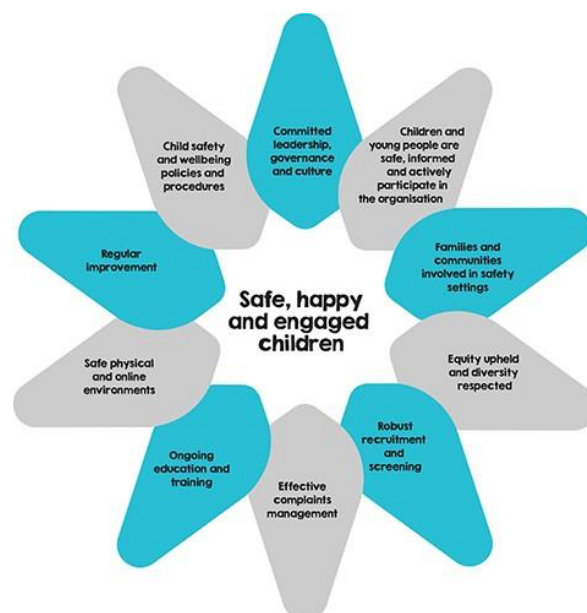 Committed
leadership,
governance
and culture
Children and
young people are
safe, informed
and actively
participate in
the organisation
Families and
communities
involved in safety
settings
Equity upheld
and diversity
respected
Robust
recruitment
and
screening
Effective
complaints
management
Ongoing
education and
training
Safe physical
and online
environments
Regular
improvement
Child safety
and wellbeing
policies and
procedures
Safe, happy
and engaged
children